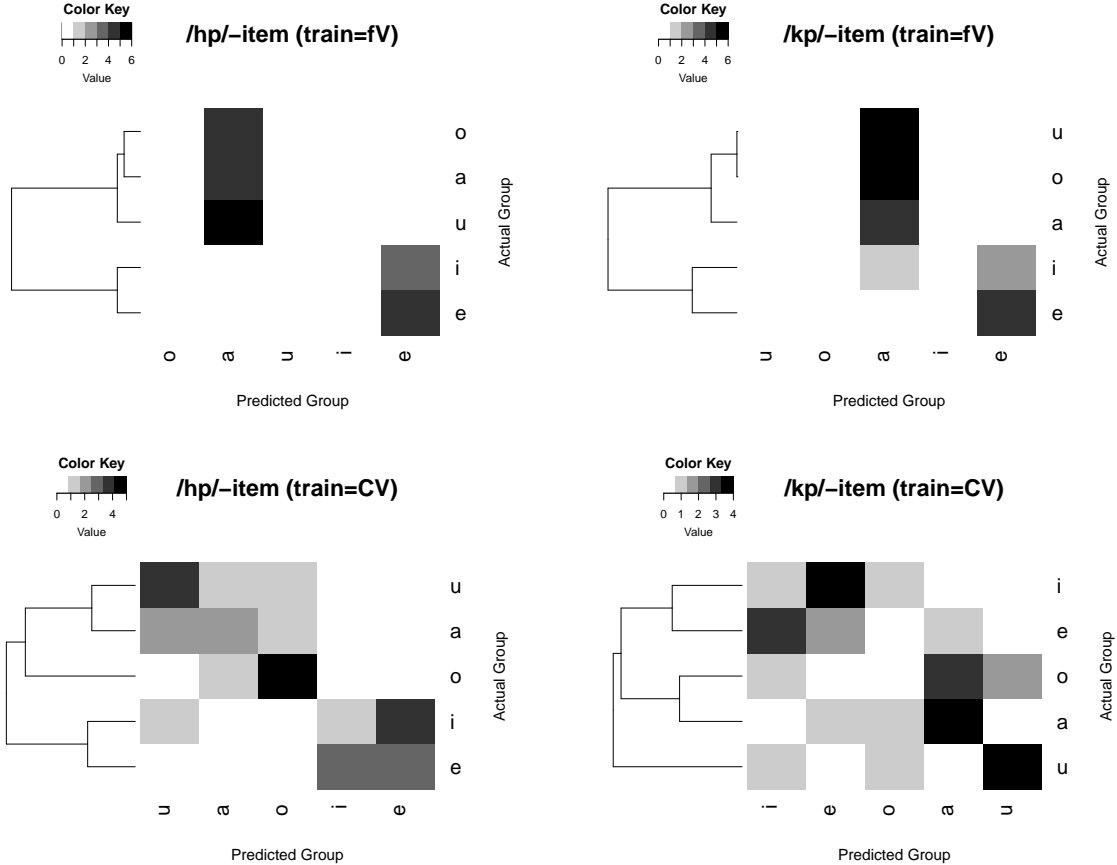 Color Key
0 2 4 6
Value
/hp/−item (train=fV)
o
a
u
i
e
Actual Group
o a u i e
Predicted Group
Color Key
0 2 4 6
Value
/kp/−item (train=fV)
u
o
a
i
e
Actual Group
u o a i e
Predicted Group
Color Key
0 2 4
Value
/hp/−item (train=CV)
u
a
o
i
e
Actual Group
u a o i e
Predicted Group
Color Key
0 1 2 3 4
Value
/kp/−item (train=CV)
i
e
o
a
u
Actual Group
i e o a u
Predicted Group